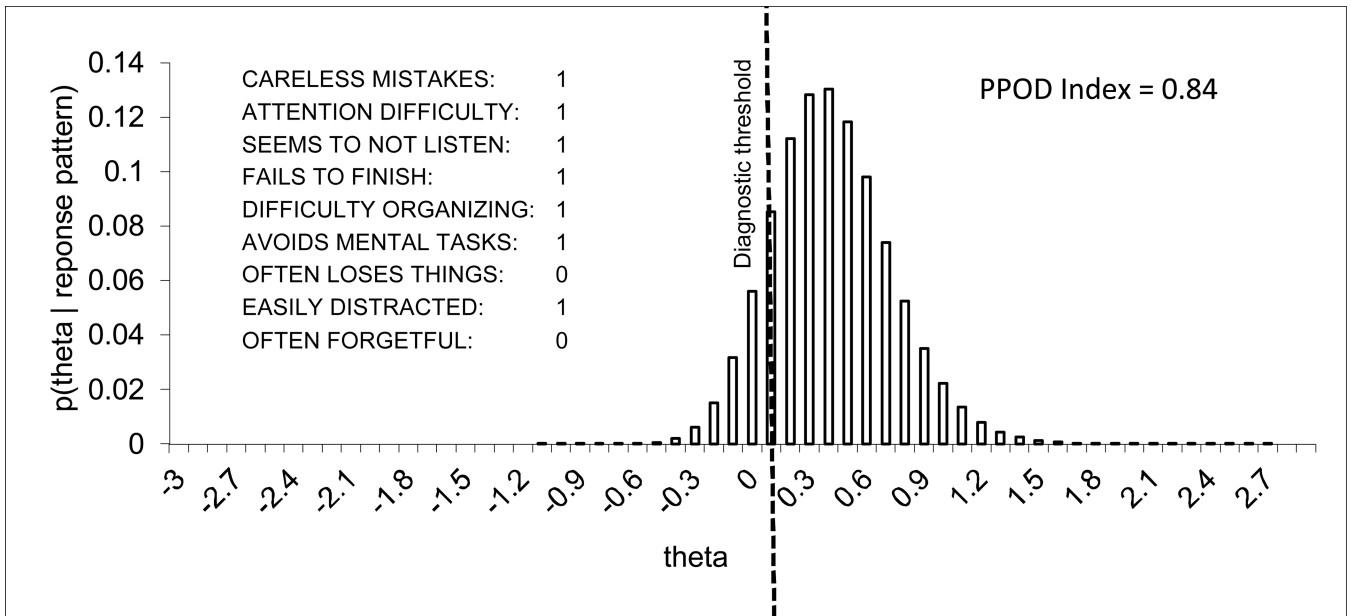 PPOD Index = 0.84
p(theta | reponse pattern)
0.14
0.12
0.1
0.08
0.06
0.04
0.02
0
CARELESS MISTAKES: 1
ATTENTION DIFFICULTY: 1
SEEMS TO NOT LISTEN: 1
FAILS TO FINISH: 1
DIFFICULTY ORGANIZING: 1
AVOIDS MENTAL TASKS: 1
OFTEN LOSES THINGS: 0
EASILY DISTRACTED: 1
OFTEN FORGETFUL: 0
Diagnostic threshold
-3 -2.7 -2.4 -2.1 -1.8 -1.5 -1.2 -0.9 -0.6 -0.3 0 0.3 0.6 0.9 1.2 1.5 1.8 2.1 2.4 2.7
theta